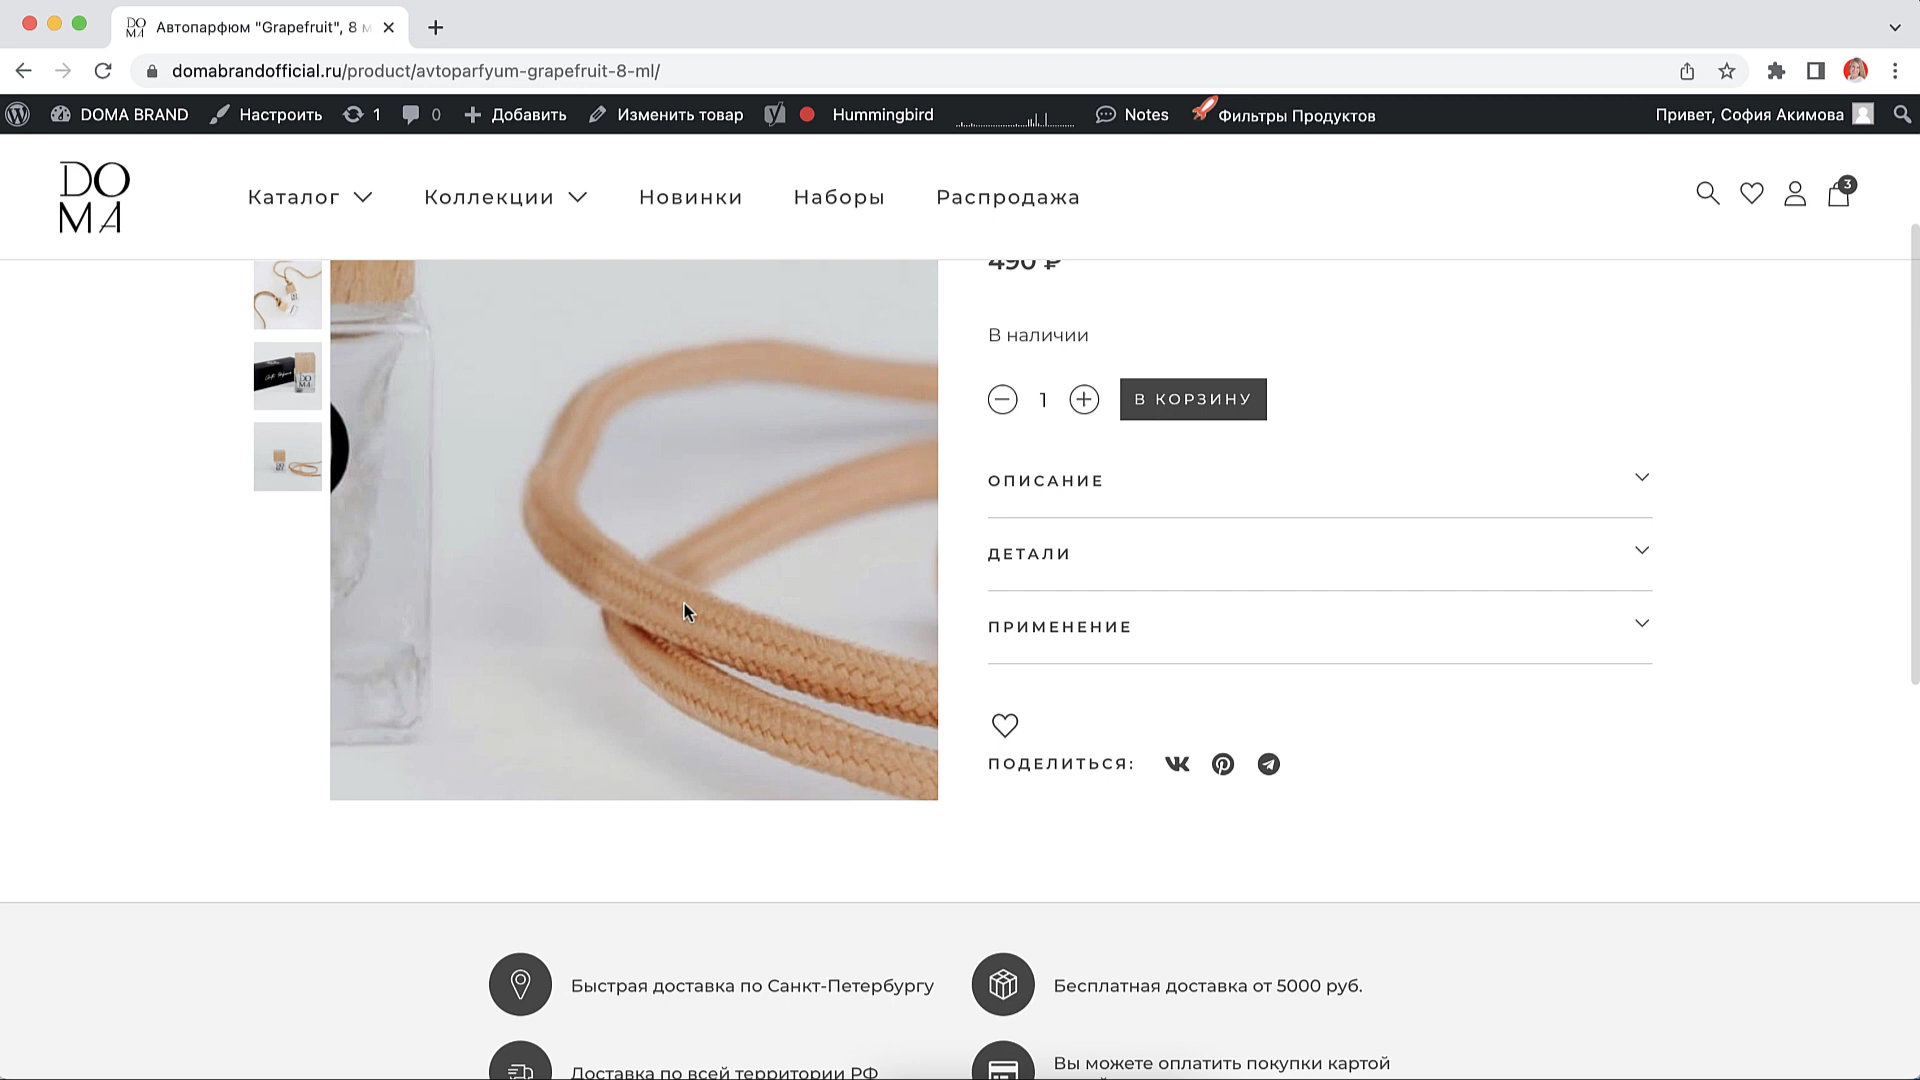 DO
MA
Автопарфюм "Grapefruit", 8 м
domabrandofficial.ru/product/avtoparfyum-grapefruit-8-ml/
DOMA BRAND
Настроить
1
0
Добавить
Изменить товар
Hummingbird
Notes
Фильтры Продуктов
Привет, София Акимова
DO
MA
Каталог
Коллекции
Новинки
Наборы
Распродажа
3
490 ₽
В наличии
1
В КОРЗИНУ
ОПИСАНИЕ
ДЕТАЛИ
ПРИМЕНЕНИЕ
ПОДЕЛИТЬСЯ:
Быстрая доставка по Санкт-Петербургу
Бесплатная доставка от 5000 руб.
Доставка по всей территории РФ
Вы можете оплатить покупки картой